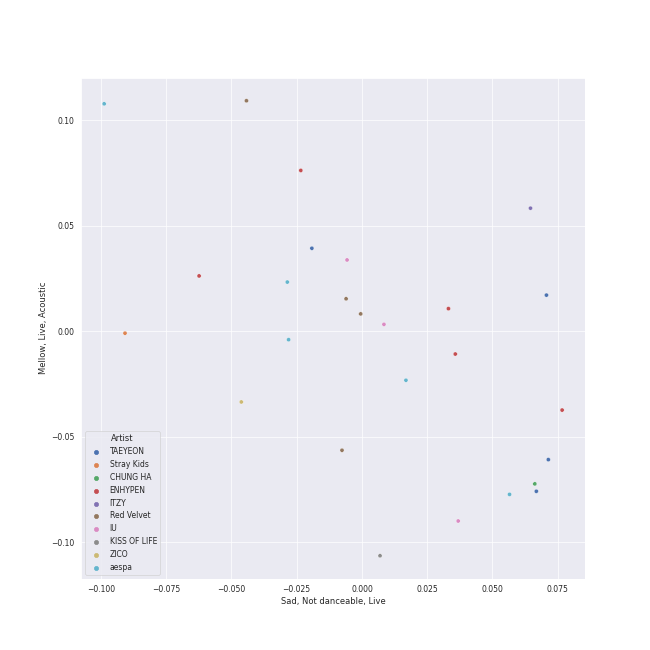 0.10
0.05
0.00
−0.05
−0.10
Mellow, Live, Acoustic
Artist
TAEYEON
Stray Kids
CHUNG HA
ENHYPEN
ITZY
Red Velvet
IU
KISS OF LIFE
ZICO
aespa
−0.100 −0.075 −0.050 −0.025 0.000 0.025 0.050 0.075
Sad, Not danceable, Live